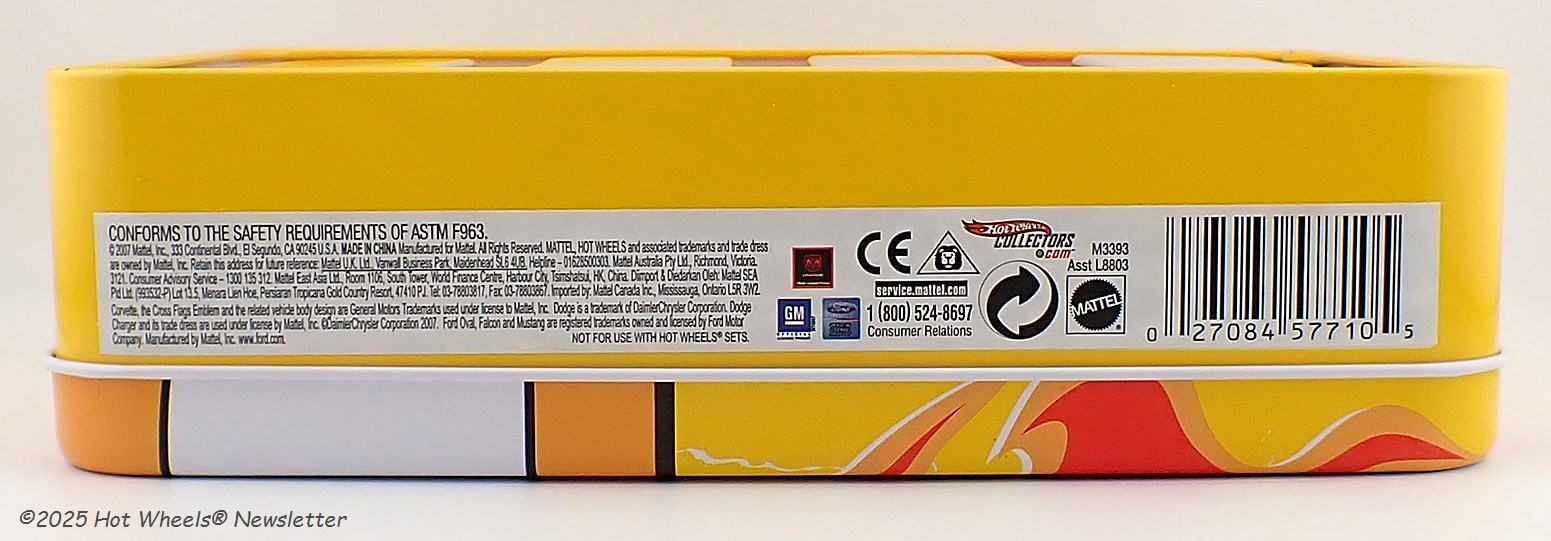 CONFORMS TO THE SAFETY REQUIREMENTS OF ASTM F963.
© 2007 Mattel, Inc., 333 Continental Blvd., El Segundo, CA 90245 U.S.A. MADE IN CHINA Manufactured for Mattel. All Rights Reserved. MATTEL, HOT WHEELS and associated trademarks and trade dress
are owned by Mattel, Inc. Retain this address for future reference: Mattel U.K. Ltd., Vanwall Business Park, Maidenhead SL6 4UB. Helpline – 01628500303. Mattel Australia Pty Ltd., Richmond, Victoria.
3121. Consumer Advisory Service – 1300 135 312. Mattel East Asia Ltd., Room 1106, South Tower, World Finance Centre, Harbour City, Tsimshatsui, HK, China. Diimport & Diedarkan Oleh: Mattel SEA
Ptd Ltd. (993532-P) Lot 13.5, Menara Lien Hoe, Persiaran Tropicana Gold Country Resort, 47410 PJ. Tel: 03-78803817, Fax: 03-78803867. Imported by: Mattel Canada Inc., Mississauga, Ontario L5R 3W2.
Corvette, the Cross Flags Emblem and the related vehicle body design are General Motors Trademarks used under license to Mattel, Inc. Dodge is a trademark of DaimlerChrysler Corporation. Dodge
Charger and its trade dress are used under license by Mattel, Inc. ©DaimlerChrysler Corporation 2007. Ford Oval, Falcon and Mustang are registered trademarks owned and licensed by Ford Motor
Company. Manufactured by Mattel, Inc. www.ford.com.
NOT FOR USE WITH HOT WHEELS® SETS.
GM
CE
service.mattel.com
1 (800) 524-8697
Consumer Relations
Hot Wheels
COLLECTORS
.COM™
M3393
Asst L8803
MATTEL
0 27084 57710 5
©2025 Hot Wheels® Newsletter